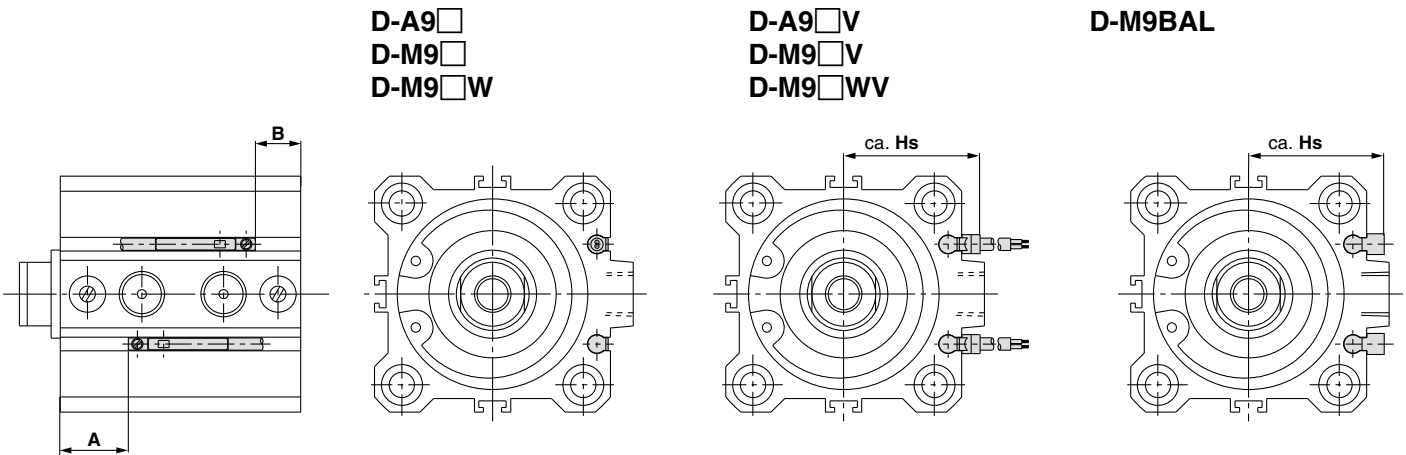 D-A9□
D-M9□
D-M9□W
D-A9□V
D-M9□V
D-M9□WV
D-M9BAL
B
A
ca. Hs
ca. Hs